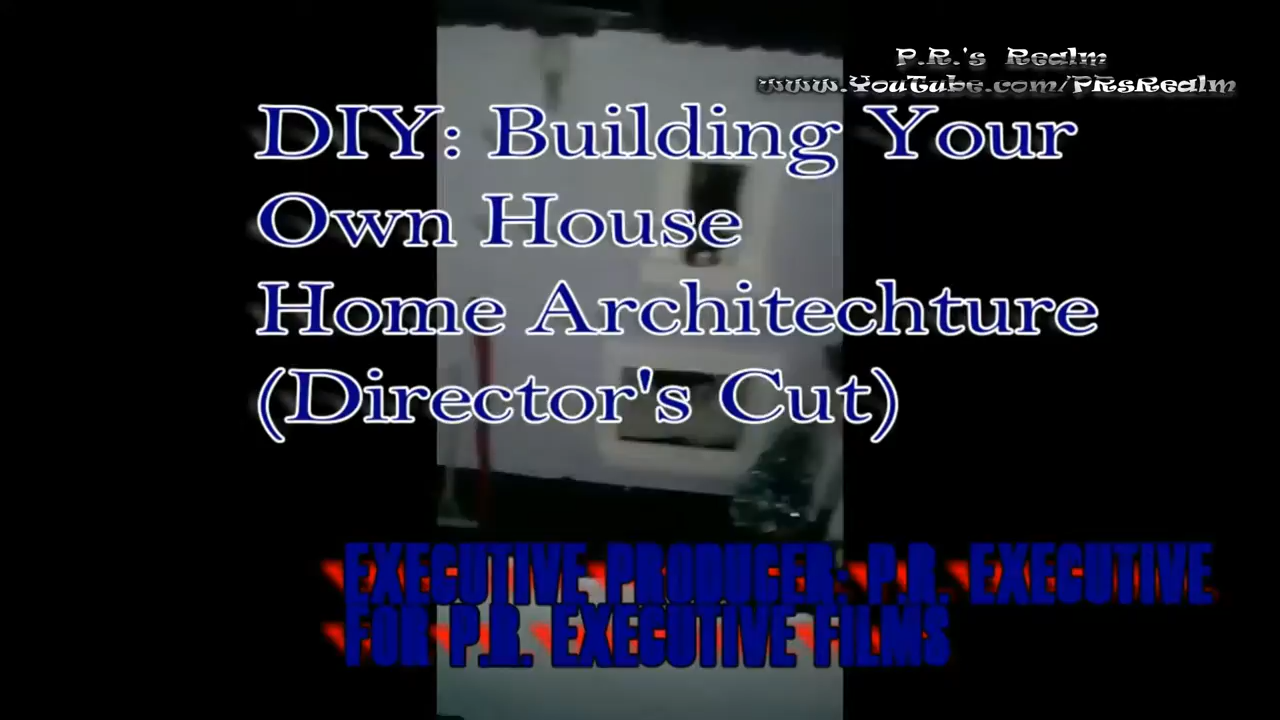 P.R.'s Realm
www.YouTube.com/PRsRealm
DIY: Building Your
Own House
Home Architechture
(Director's Cut)
EXECUTIVE PRODUCER: P.R. EXECUTIVE
FOR P.R. EXECUTIVE FILMS